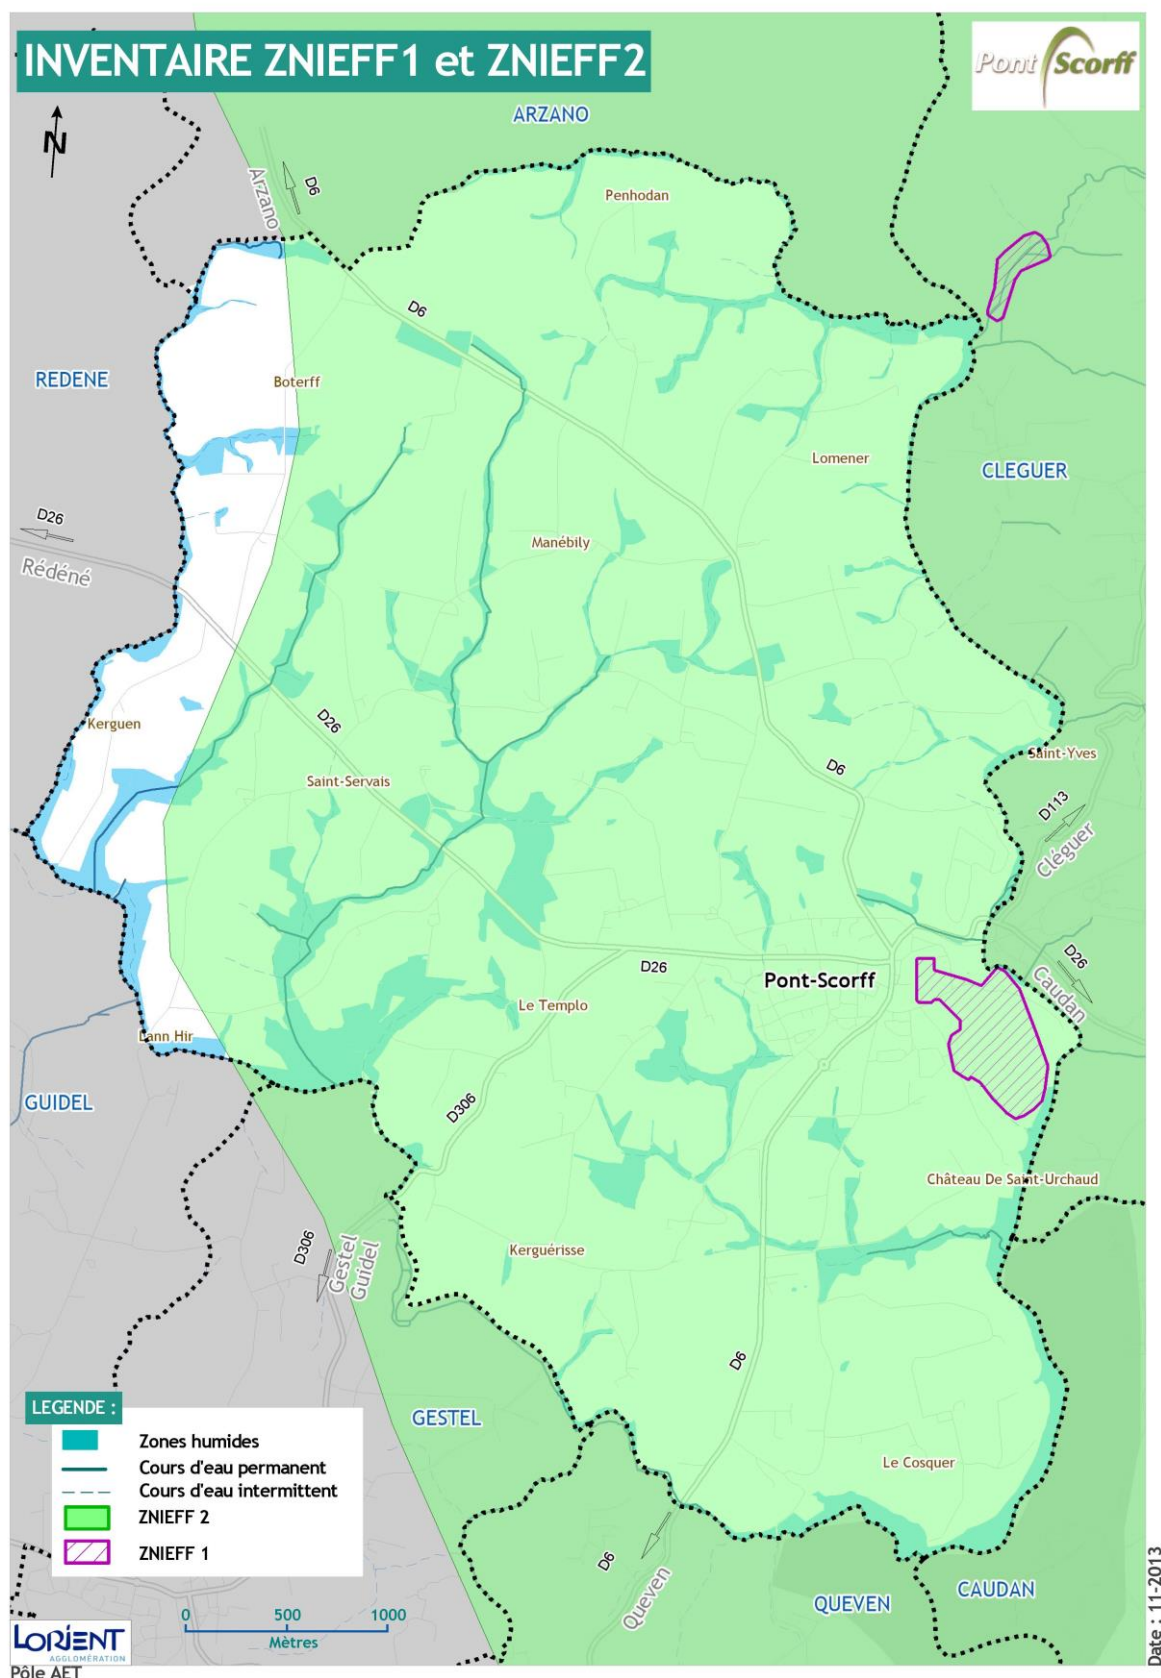 INVENTAIRE ZNIEFF1 et ZNIEFF2
Pont Scorff
N
ARZANO
Arzano
D6
Penhodan
D6
REDENE
Boterff
Lomener
CLEGUER
D26
Rédéné
Manébily
Kerguen
D26
Saint-Servais
D6
Saint-Yves
D113
Cléguer
D26
Pont-Scorff
D26
Caudan
Le Templo
Lann Hir
GUIDEL
D306
Château De Saint-Urchaud
D306
Gestel
Guidel
Kerguérisse
D6
GESTEL
Le Cosquer
D6
Queven
QUEVEN
CAUDAN
LEGENDE :
Zones humides
Cours d'eau permanent
Cours d'eau intermittent
ZNIEFF 2
ZNIEFF 1
0 500 1000
Mètres
LORIENT
AGGLOMÉRATION
Pôle AET
Date : 11-2013